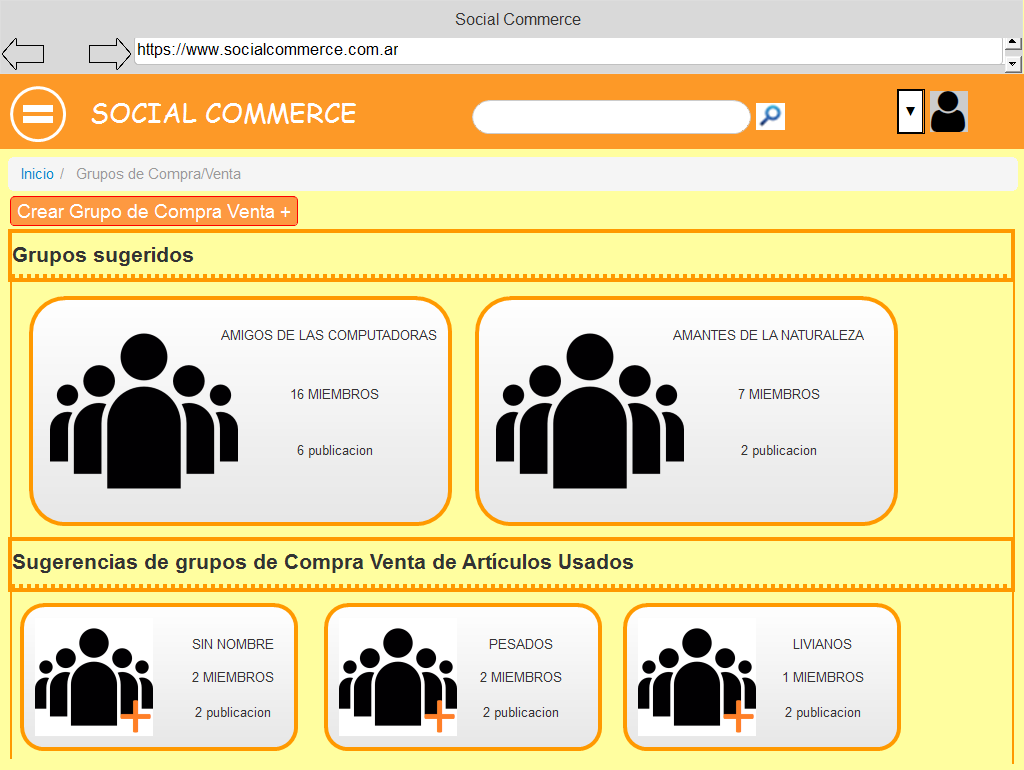 Social Commerce
https://www.socialcommerce.com.ar
SOCIAL COMMERCE
Inicio / Grupos de Compra/Venta
Crear Grupo de Compra Venta +
Grupos sugeridos
AMIGOS DE LAS COMPUTADORAS
16 MIEMBROS
6 publicacion
AMANTES DE LA NATURALEZA
7 MIEMBROS
2 publicacion
Sugerencias de grupos de Compra Venta de Artículos Usados
SIN NOMBRE
2 MIEMBROS
2 publicacion
PESADOS
2 MIEMBROS
2 publicacion
LIVIANOS
1 MIEMBROS
2 publicacion